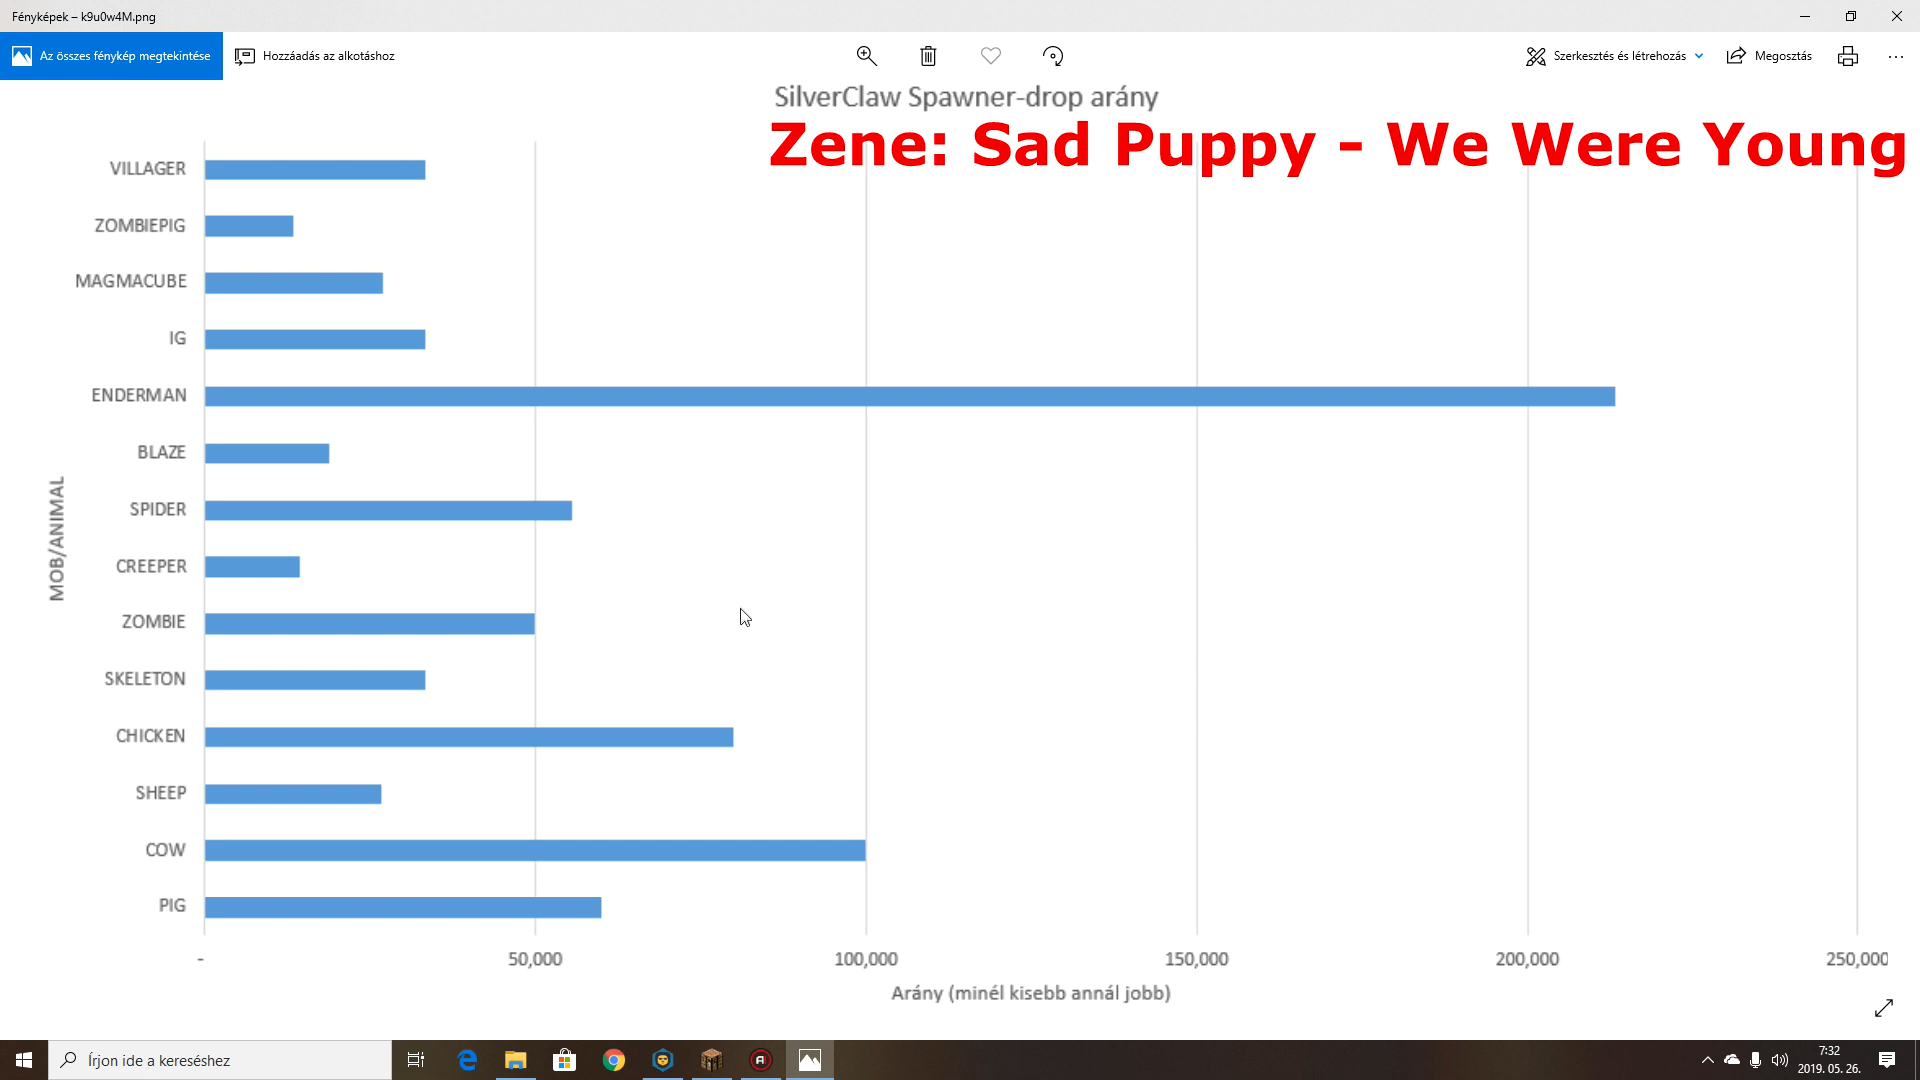 Fényképek – k9u0w4M.png
Az összes fénykép megtekintése
Hozzáadás az alkotáshoz
Szerkesztés és létrehozás
Megosztás
SilverClaw Spawner-drop arány
Zene: Sad Puppy - We Were Young
VILLAGER
ZOMBIEPIG
MAGMACUBE
IG
ENDERMAN
BLAZE
SPIDER
CREEPER
ZOMBIE
SKELETON
CHICKEN
SHEEP
COW
PIG
MOB/ANIMAL
- 50,000 100,000 150,000 200,000 250,000
Arány (minél kisebb annál jobb)
Írjon ide a kereséshez
7:32
2019. 05. 26.